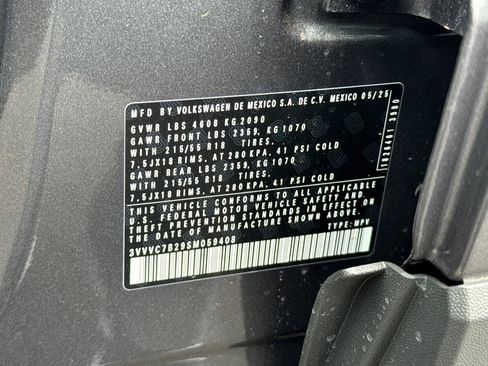 MFD BY VOLKSWAGEN DE MEXICO S.A. DE C.V. MEXICO 05/25
GVWR LBS 4608 KG 2090
GAWR FRONT LBS 2359, KG 1070
WITH 215/55 R18 TIRES,
7,5JX18 RIMS, AT 280 KPA, 41 PSI COLD
GAWR REAR LBS 2359, KG 1070
WITH 215/55 R18 TIRES,
7,5JX18 RIMS, AT 280 KPA, 41 PSI COLD
THIS VEHICLE CONFORMS TO ALL APPLICABLE
U.S. FEDERAL MOTOR VEHICLE SAFETY AND
THEFT PREVENTION STANDARDS IN EFFECT ON
THE DATE OF MANUFACTURE SHOWN ABOVE
3VVVC7B29SM059408 TYPE: MPV